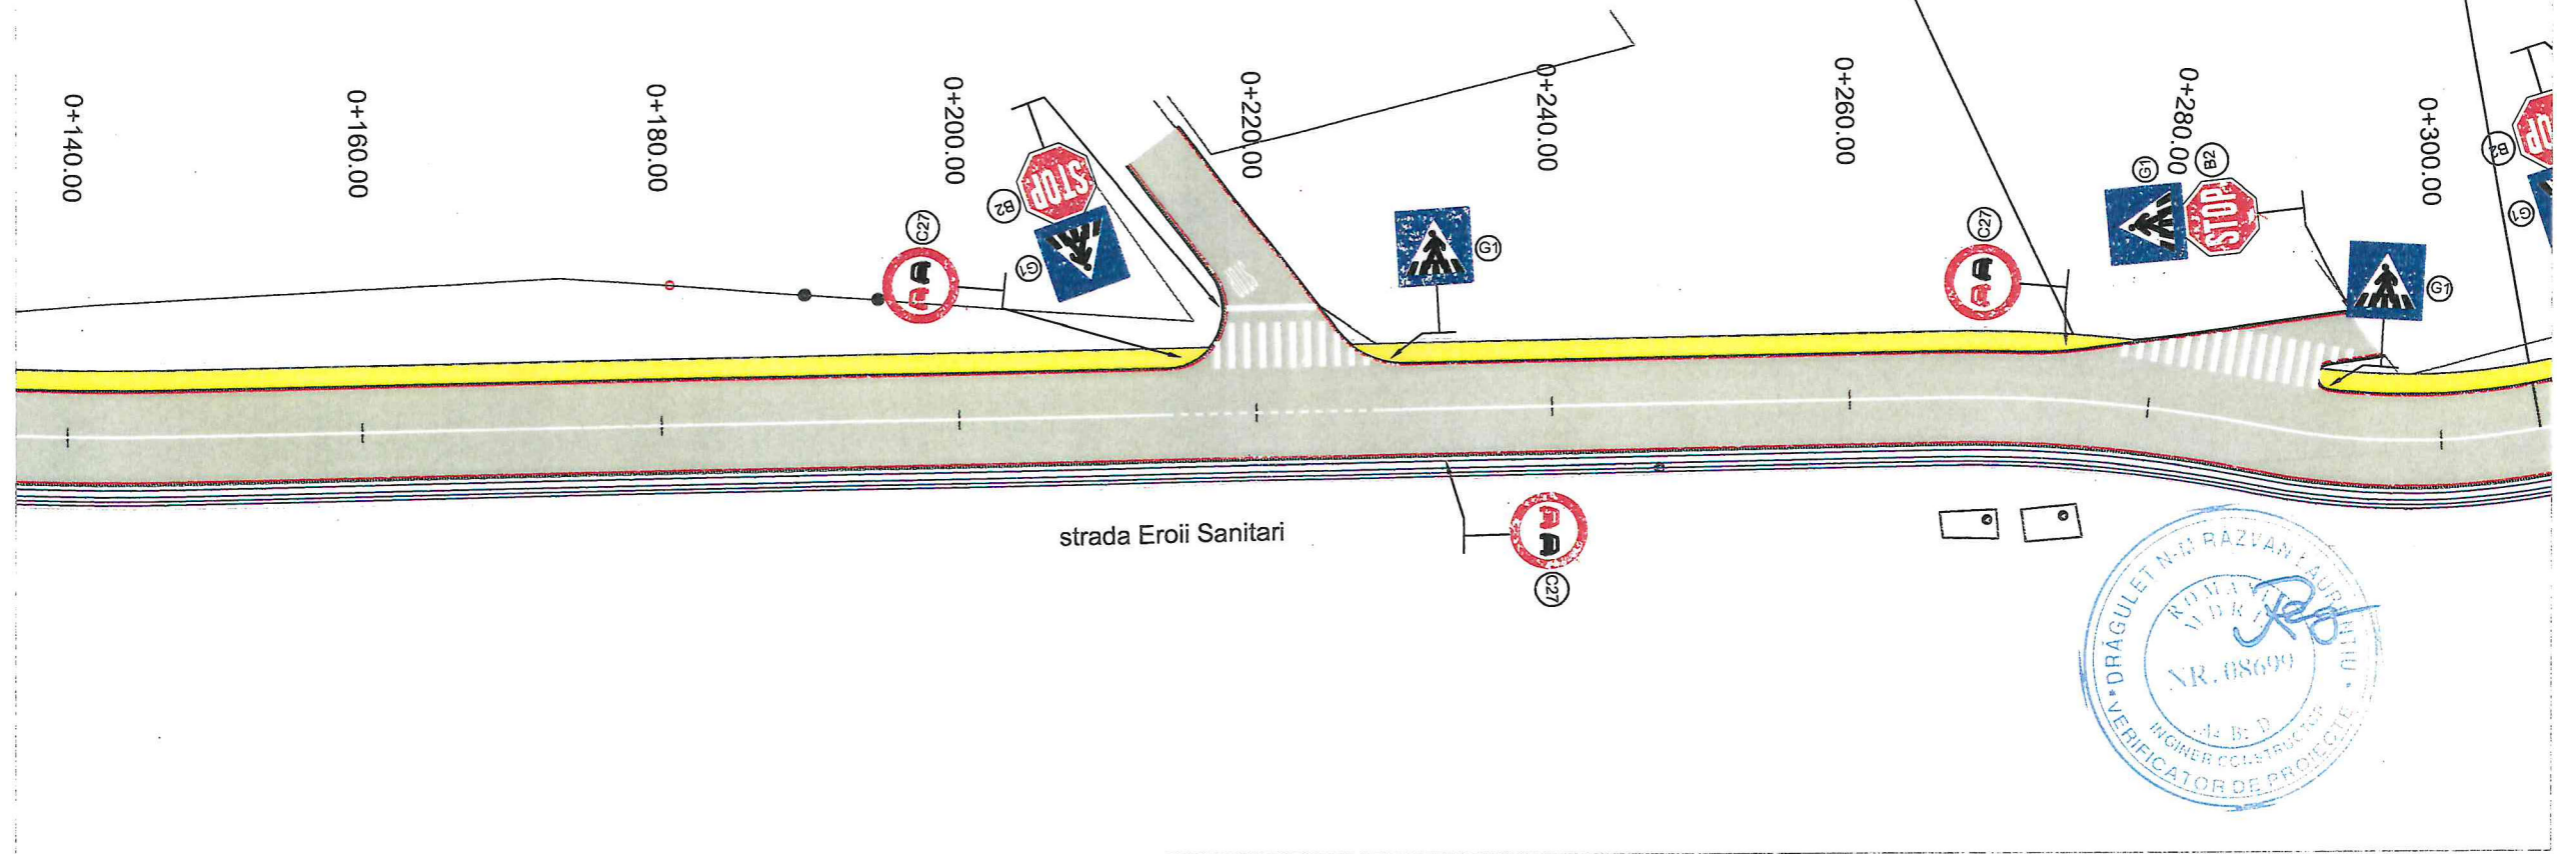 0+140.00
0+160.00
0+180.00
0+200.00
0+220.00
0+240.00
0+260.00
0+280.00
0+300.00
C27
STOP
B2
G1
G1
C27
G1
STOP
B2
G1
STOP
B2
G1
C27
strada Eroii Sanitari
DRĂGULEȚ N-M RĂZVAN LAURENȚIU
VERIFICATOR DE PROIECTE
ROMÂNIA
NR. 08699
INGINER CONSTRUCTOR